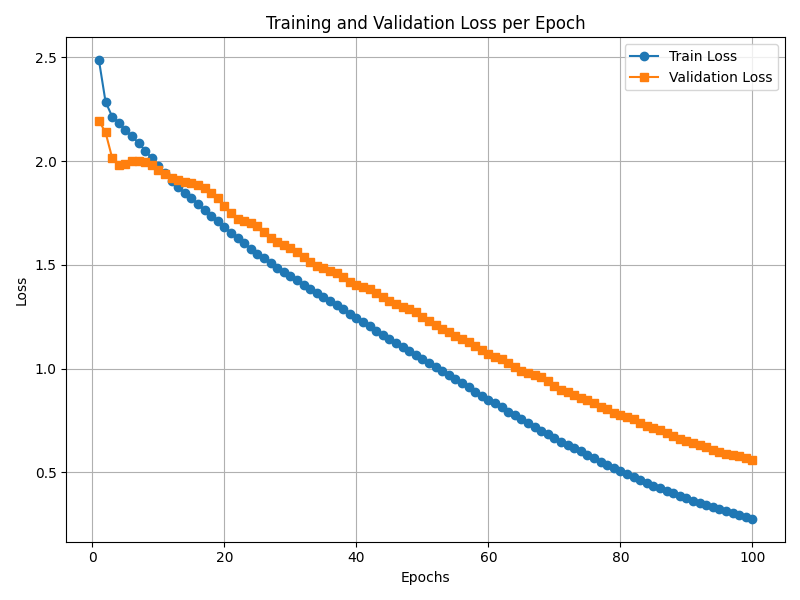 Training and Validation Loss per Epoch
Train Loss
Validation Loss
2.5
2.0
1.5
1.0
0.5
Loss
0 20 40 60 80 100
Epochs